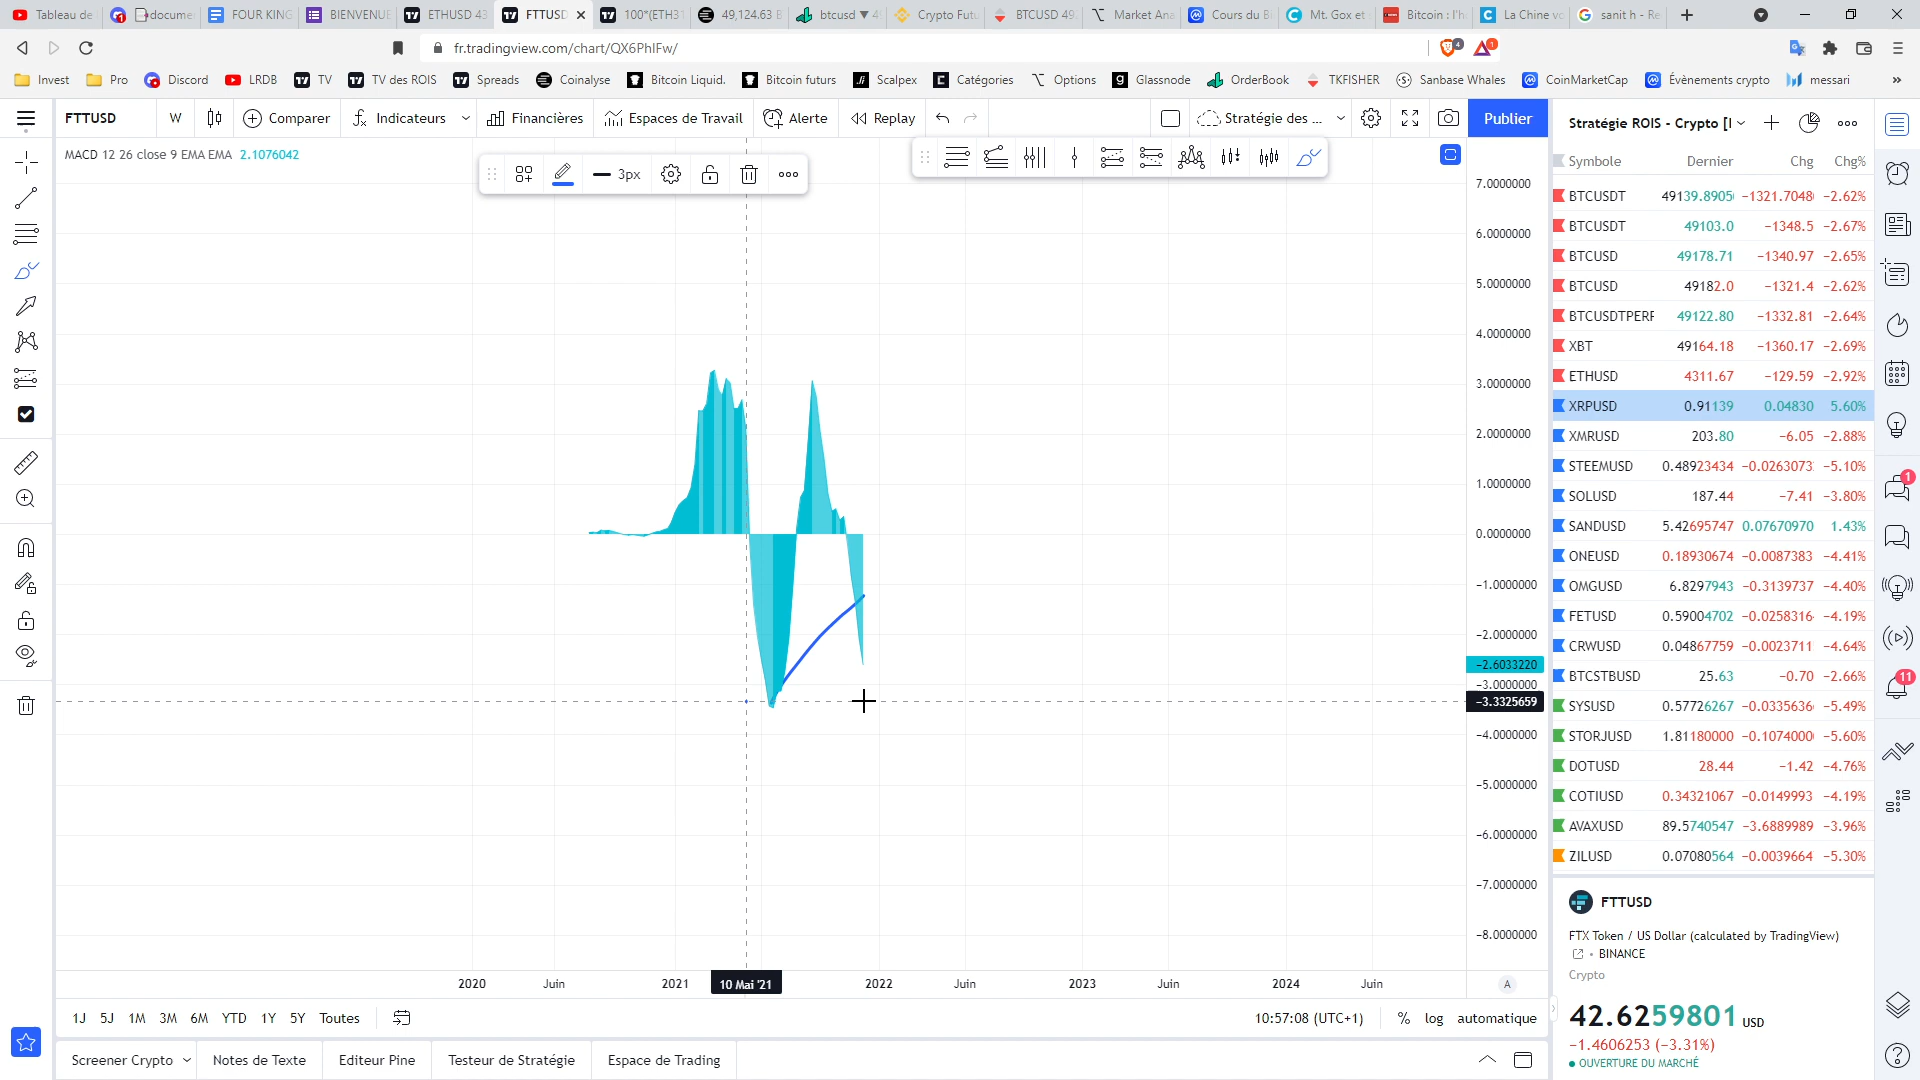 Tableau de
docume
FOUR KING
BIENVENUE
ETHUSD 43
FTTUSD
100*(ETH31
49,124.63 B
btcusd ▼ 4
Crypto Futu
BTCUSD 49
Market Ana
Cours du Bi
Mt. Gox et
Bitcoin : l'h
La Chine vo
sanit h - Re
fr.tradingview.com/chart/QX6PhIFw/
4
1
Invest
Pro
Discord
LRDB
TV
TV des ROIS
Spreads
Coinalyse
Bitcoin Liquid.
Bitcoin futurs
Scalpex
Catégories
Options
Glassnode
OrderBook
TKFISHER
Sanbase Whales
CoinMarketCap
Évènements crypto
messari
»
FTTUSD
W
Comparer
Indicateurs
Financières
Espaces de Travail
Alerte
Replay
Stratégie des ...
Publier
MACD 12 26 close 9 EMA EMA 2.1076042
3px
7.0000000
6.0000000
5.0000000
4.0000000
3.0000000
2.0000000
1.0000000
0.0000000
−1.0000000
−2.0000000
−2.6033220
−3.0000000
−3.3325659
−4.0000000
−5.0000000
−6.0000000
−7.0000000
−8.0000000
2020
Juin
2021
10 Mai '21
2022
Juin
2023
Juin
2024
Juin
A
1J 5J 1M 3M 6M YTD 1Y 5Y Toutes
10:57:08 (UTC+1)
% log automatique
Screener Crypto
Notes de Texte
Editeur Pine
Testeur de Stratégie
Espace de Trading
Stratégie ROIS - Crypto [I
Symbole Dernier Chg Chg%
BTCUSDT 49139.8905 −1321.7048 −2.62%
BTCUSDT 49103.0 −1348.5 −2.67%
BTCUSD 49178.71 −1340.97 −2.65%
BTCUSD 49182.0 −1321.4 −2.62%
BTCUSDTPERP 49122.80 −1332.81 −2.64%
XBT 49164.18 −1360.17 −2.69%
ETHUSD 4311.67 −129.59 −2.92%
XRPUSD 0.91139 0.04830 5.60%
XMRUSD 203.80 −6.05 −2.88%
STEEMUSD 0.48923434 −0.0263073 −5.10%
SOLUSD 187.44 −7.41 −3.80%
SANDUSD 5.42695747 0.07670970 1.43%
ONEUSD 0.18930674 −0.0087383 −4.41%
OMGUSD 6.8297943 −0.3139737 −4.40%
FETUSD 0.59004702 −0.0258316 −4.19%
CRWUSD 0.04867759 −0.0023711 −4.64%
BTCSTBUSD 25.63 −0.70 −2.66%
SYSUSD 0.57726267 −0.0335636 −5.49%
STORJUSD 1.81180000 −0.1074000 −5.60%
DOTUSD 28.44 −1.42 −4.76%
COTIUSD 0.34321067 −0.0149993 −4.19%
AVAXUSD 89.5740547 −3.6889989 −3.96%
ZILUSD 0.07080564 −0.0039664 −5.30%
FTTUSD
FTX Token / US Dollar (calculated by TradingView)
• BINANCE
Crypto
42.6259801 USD
−1.4606253 (−3.31%)
• OUVERTURE DU MARCHÉ
1
11